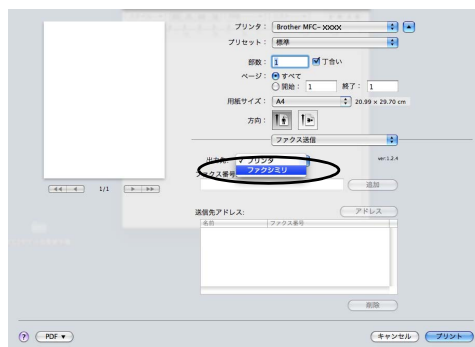 プリンタ： Brother MFC-XXXX
プリセット： 標準
部数： 1 丁合い
ページ： すべて
開始： 1 終了： 1
用紙サイズ： A4 20.99 x 29.70 cm
方向：
ファクス送信
出力先： ✓ プリンタ ver.1.2.4
ファクシミリ
ファクス番号
追加
1/1
送信先アドレス： アドレス
名前 ファクス番号
削除
? PDF ▼ キャンセル プリント